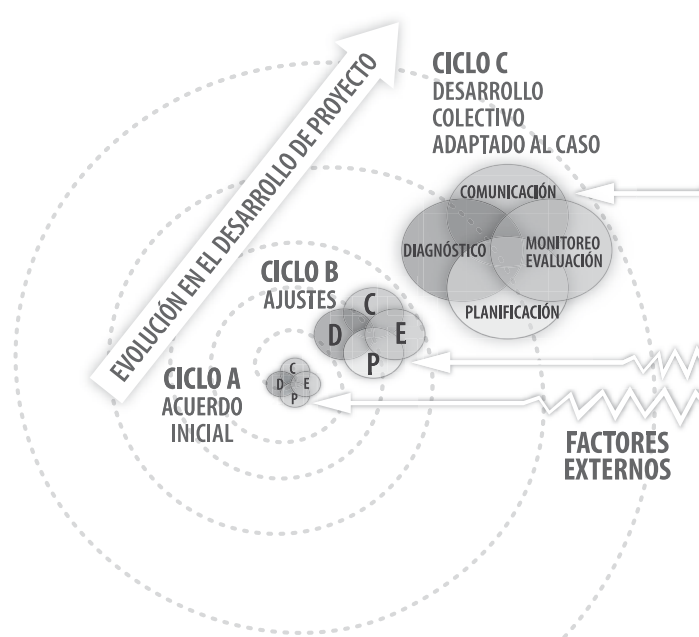 EVOLUCIÓN EN EL DESARROLLO DE PROYECTO
CICLO C
DESARROLLO
COLECTIVO
ADAPTADO AL CASO
COMUNICACIÓN
DIAGNÓSTICO
MONITOREO
EVALUACIÓN
PLANIFICACIÓN
CICLO B
AJUSTES
C
D
E
P
CICLO A
ACUERDO
INICIAL
C
D
E
P
FACTORES
EXTERNOS